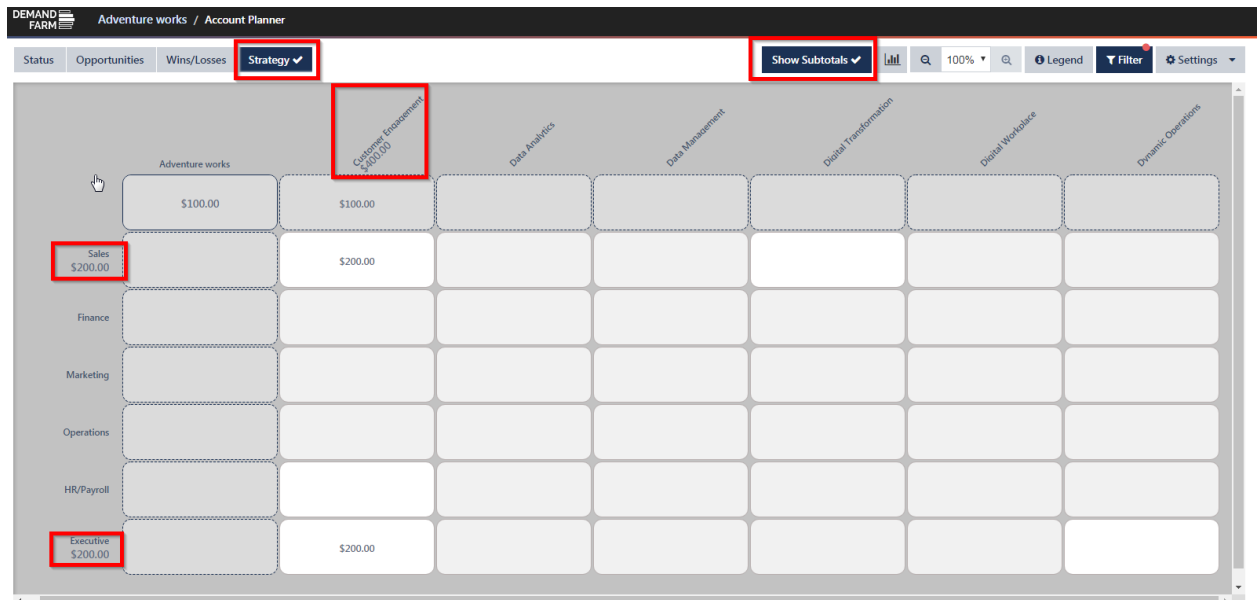 DEMAND
FARM
Adventure works / Account Planner
Status Opportunities Wins/Losses Strategy ✔ Show Subtotals ✔ 100% Legend Filter Settings
Adventure works
Customer Engagement
$400.00
Data Analytics
Data Management
Digital Transformation
Digital Workplace
Dynamic Operations
$100.00 $100.00
Sales
$200.00
$200.00
Finance
Marketing
Operations
HR/Payroll
Executive
$200.00
$200.00